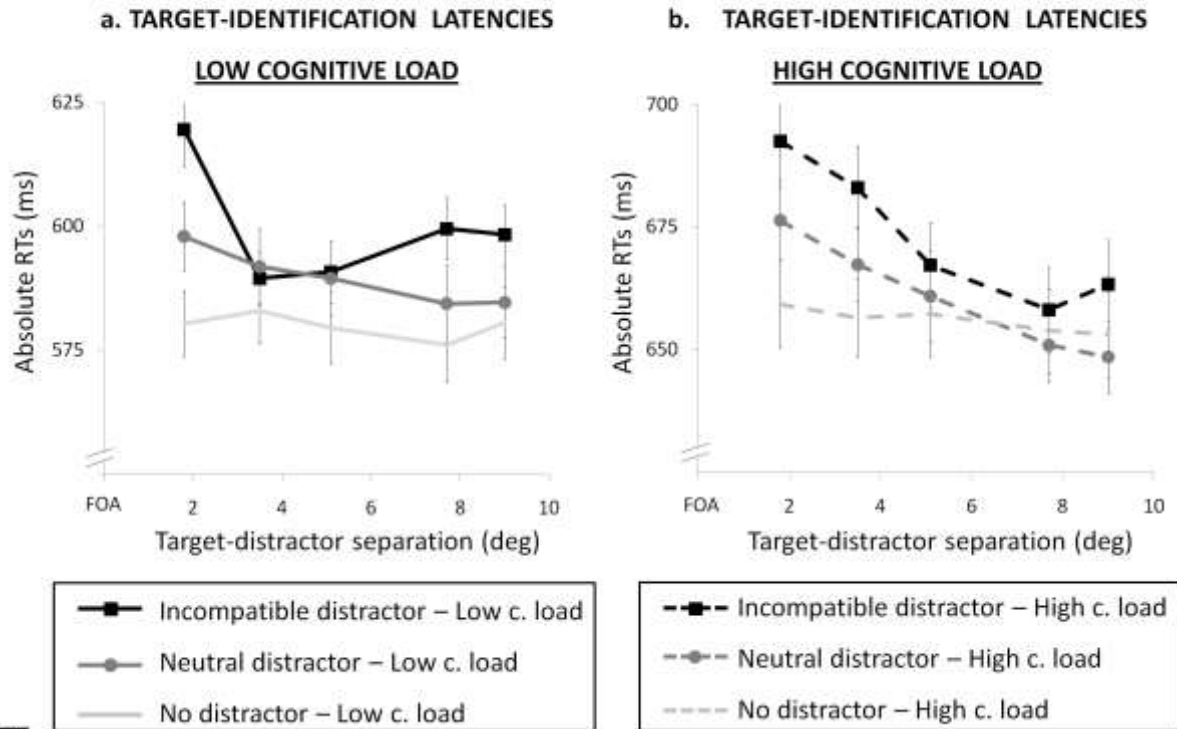 a. TARGET-IDENTIFICATION LATENCIES
LOW COGNITIVE LOAD
625
600
575
Absolute RTs (ms)
FOA 2 4 6 8 10
Target-distractor separation (deg)
Incompatible distractor – Low c. load
Neutral distractor – Low c. load
No distractor – Low c. load
b. TARGET-IDENTIFICATION LATENCIES
HIGH COGNITIVE LOAD
700
675
650
Absolute RTs (ms)
FOA 2 4 6 8 10
Target-distractor separation (deg)
Incompatible distractor – High c. load
Neutral distractor – High c. load
No distractor – High c. load